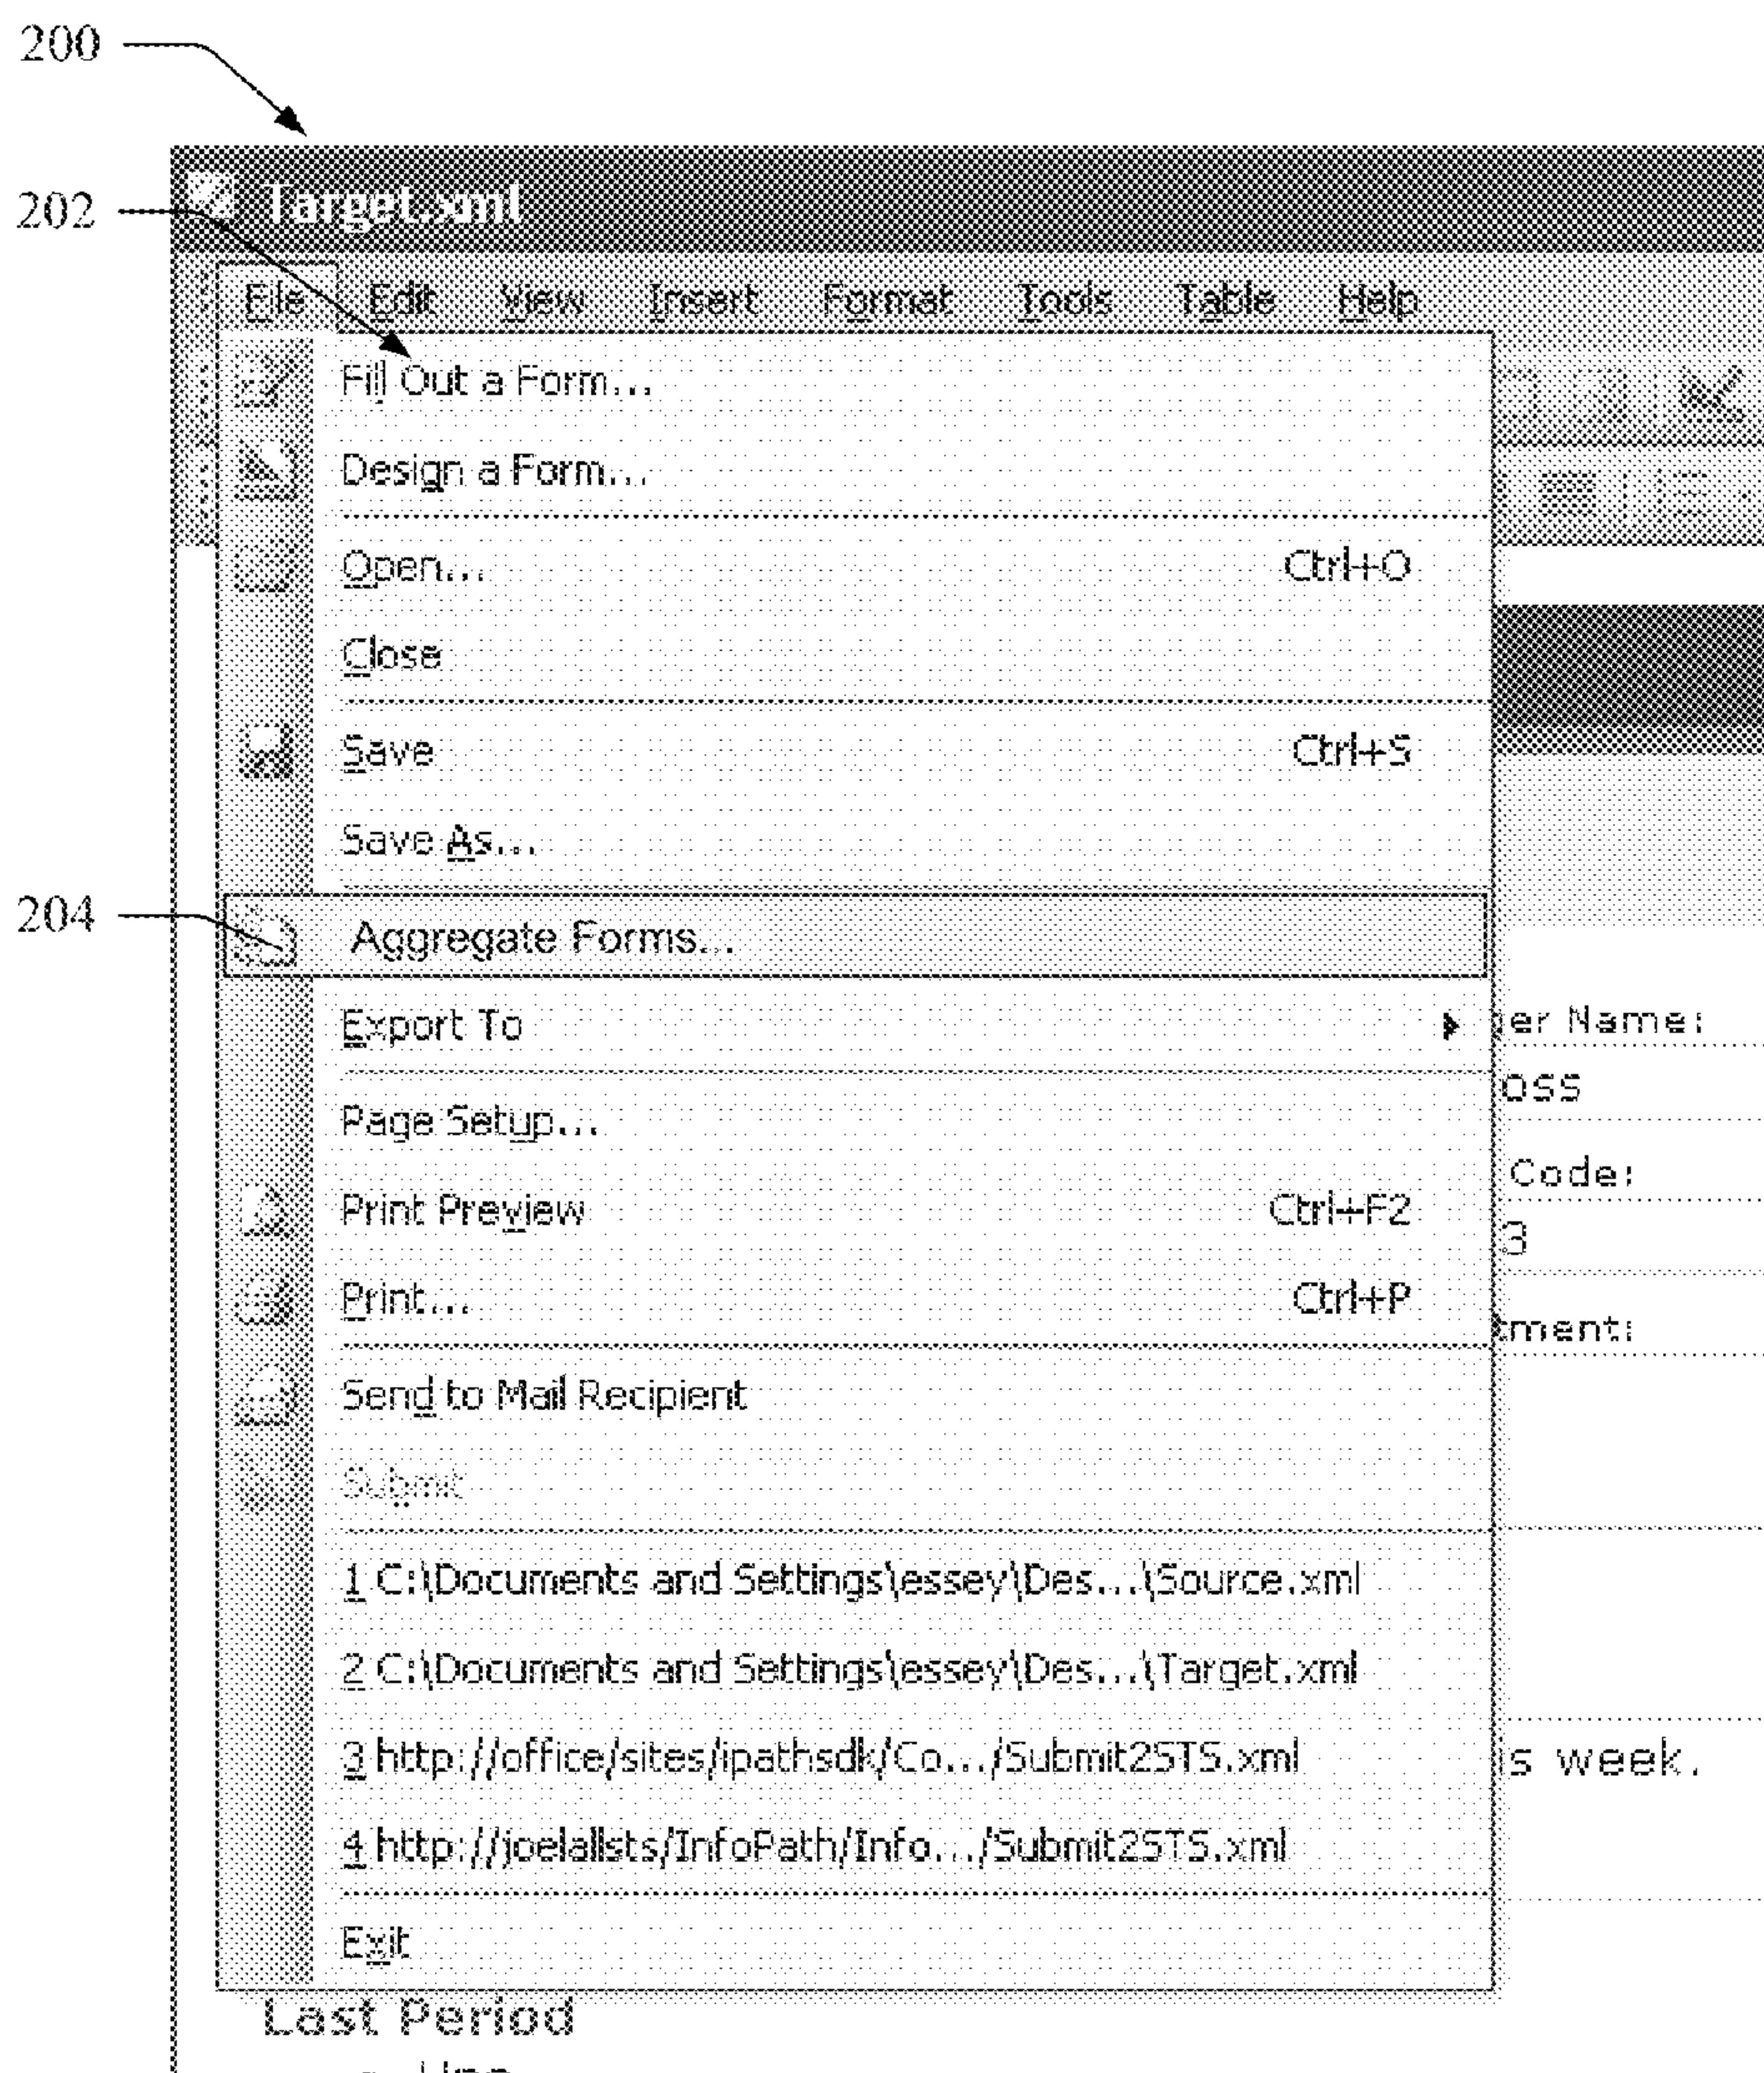 200
202
Target.xml
File Edit View Insert Format Tools Table Help
Fill Out a Form...
Design a Form...
Open... Ctrl+O
Close
Save Ctrl+S
Save As...
204
Aggregate Forms...
Export To
er Name:
oss
Page Setup...
Code:
Print Preview Ctrl+F2
3
Print... Ctrl+P
tment:
Send to Mail Recipient
Submit
1 C:\Documents and Settings\essey\Des...\Source.xml
2 C:\Documents and Settings\essey\Des...\Target.xml
3 http://office/sites/ipathsdk/Co.../Submit2STS.xml
s week.
4 http://joelallsts/InfoPath/Info.../Submit2STS.xml
Exit
Last Period